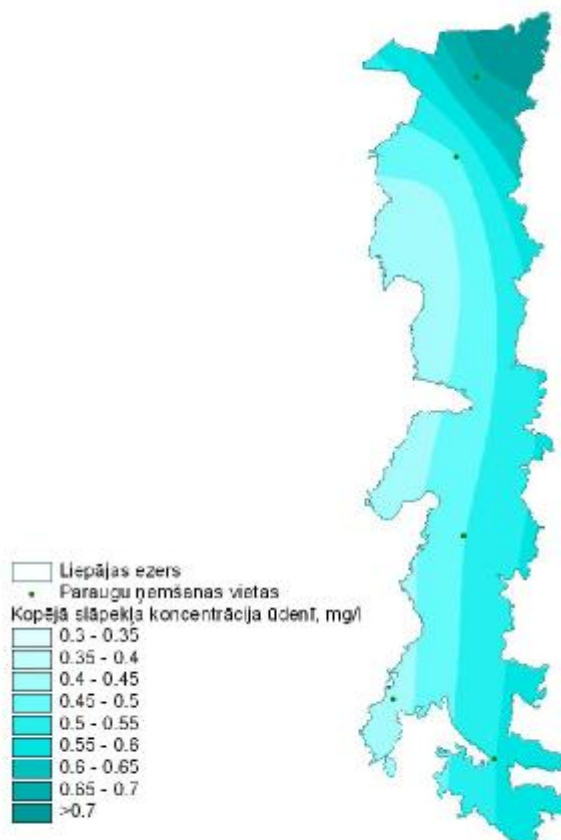 Liepājas ezers
Paraugu ņemšanas vietas
Kopējā slāpekļa koncentrācija ūdenī, mg/l
0.3 - 0.35
0.35 - 0.4
0.4 - 0.45
0.45 - 0.5
0.5 - 0.55
0.55 - 0.6
0.6 - 0.65
0.65 - 0.7
>0.7